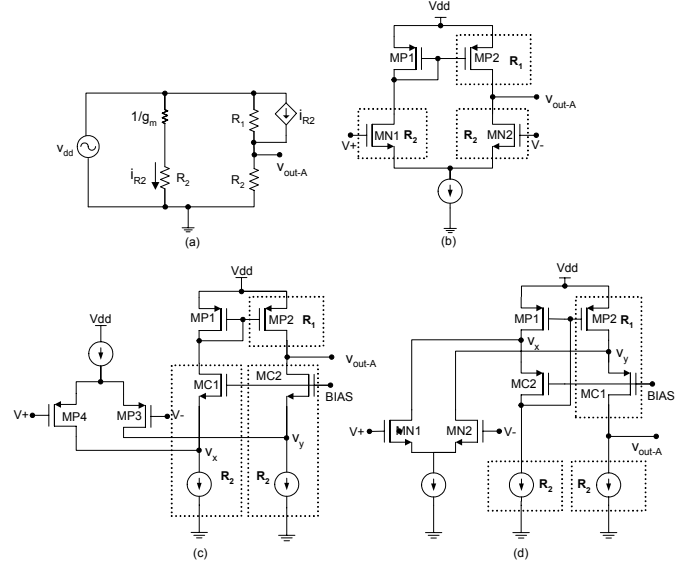 v_dd
1/g_m
i_R2
R_2
R_1
R_2
i_R2
v_out-A
(a)
Vdd
MP1
MP2
R_1
v_out-A
V+
MN1
R_2
R_2
MN2
V-
(b)
Vdd
MP1
MP2
R_1
Vdd
v_out-A
MC1
MC2
BIAS
V+
MP4
MP3
V-
v_x
v_y
R_2
R_2
(c)
Vdd
MP1
MP2
R_1
v_x
v_y
MC2
MC1
BIAS
V+
MN1
MN2
V-
v_out-A
R_2
R_2
(d)